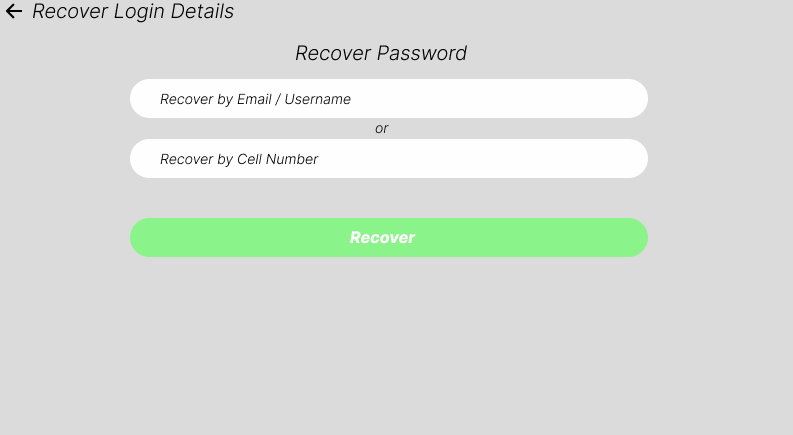 Recover Login Details
Recover Password
Recover by Email / Username
or
Recover by Cell Number
Recover